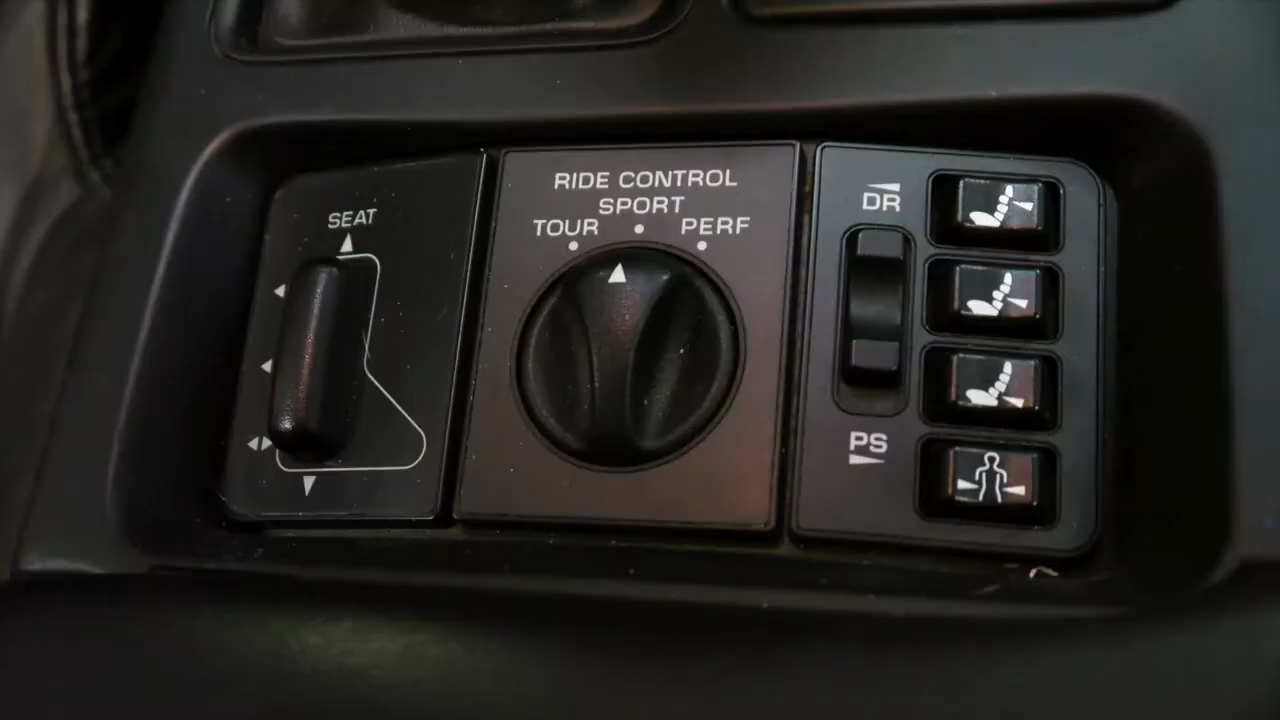 SEAT
RIDE CONTROL
SPORT
TOUR PERF
DR
PS